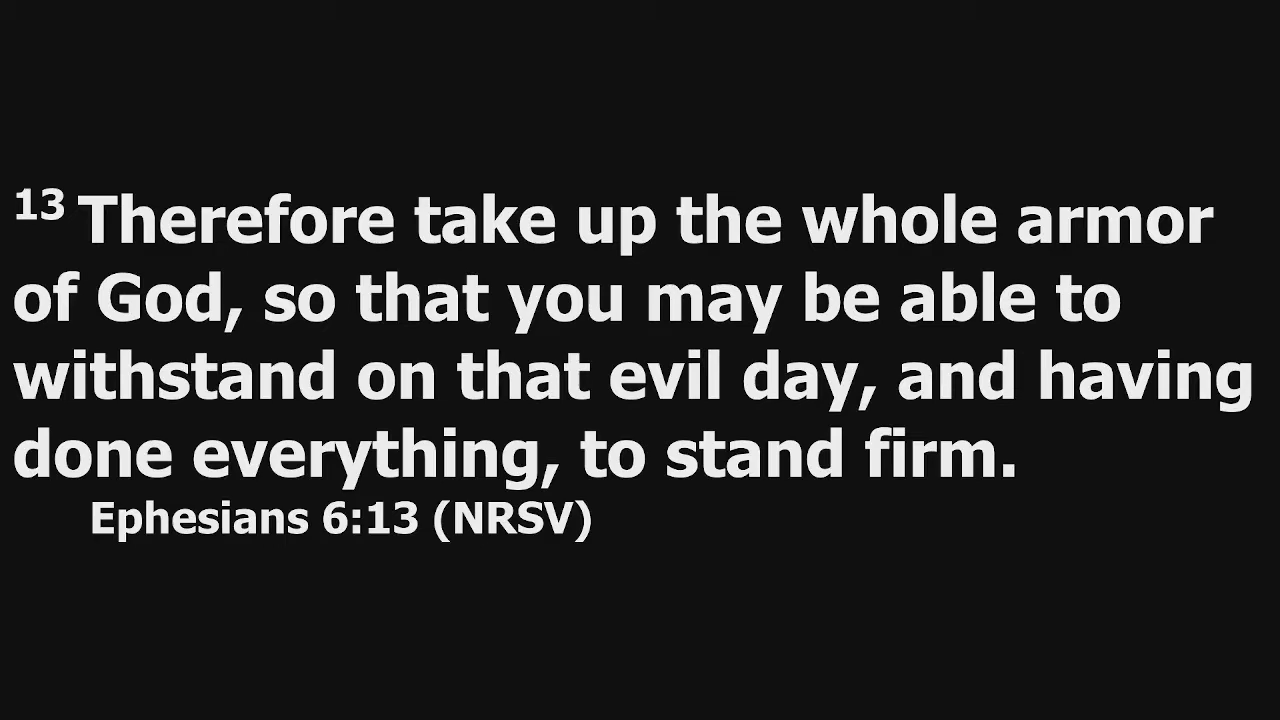 13 Therefore take up the whole armor
of God, so that you may be able to
withstand on that evil day, and having
done everything, to stand firm.
Ephesians 6:13 (NRSV)